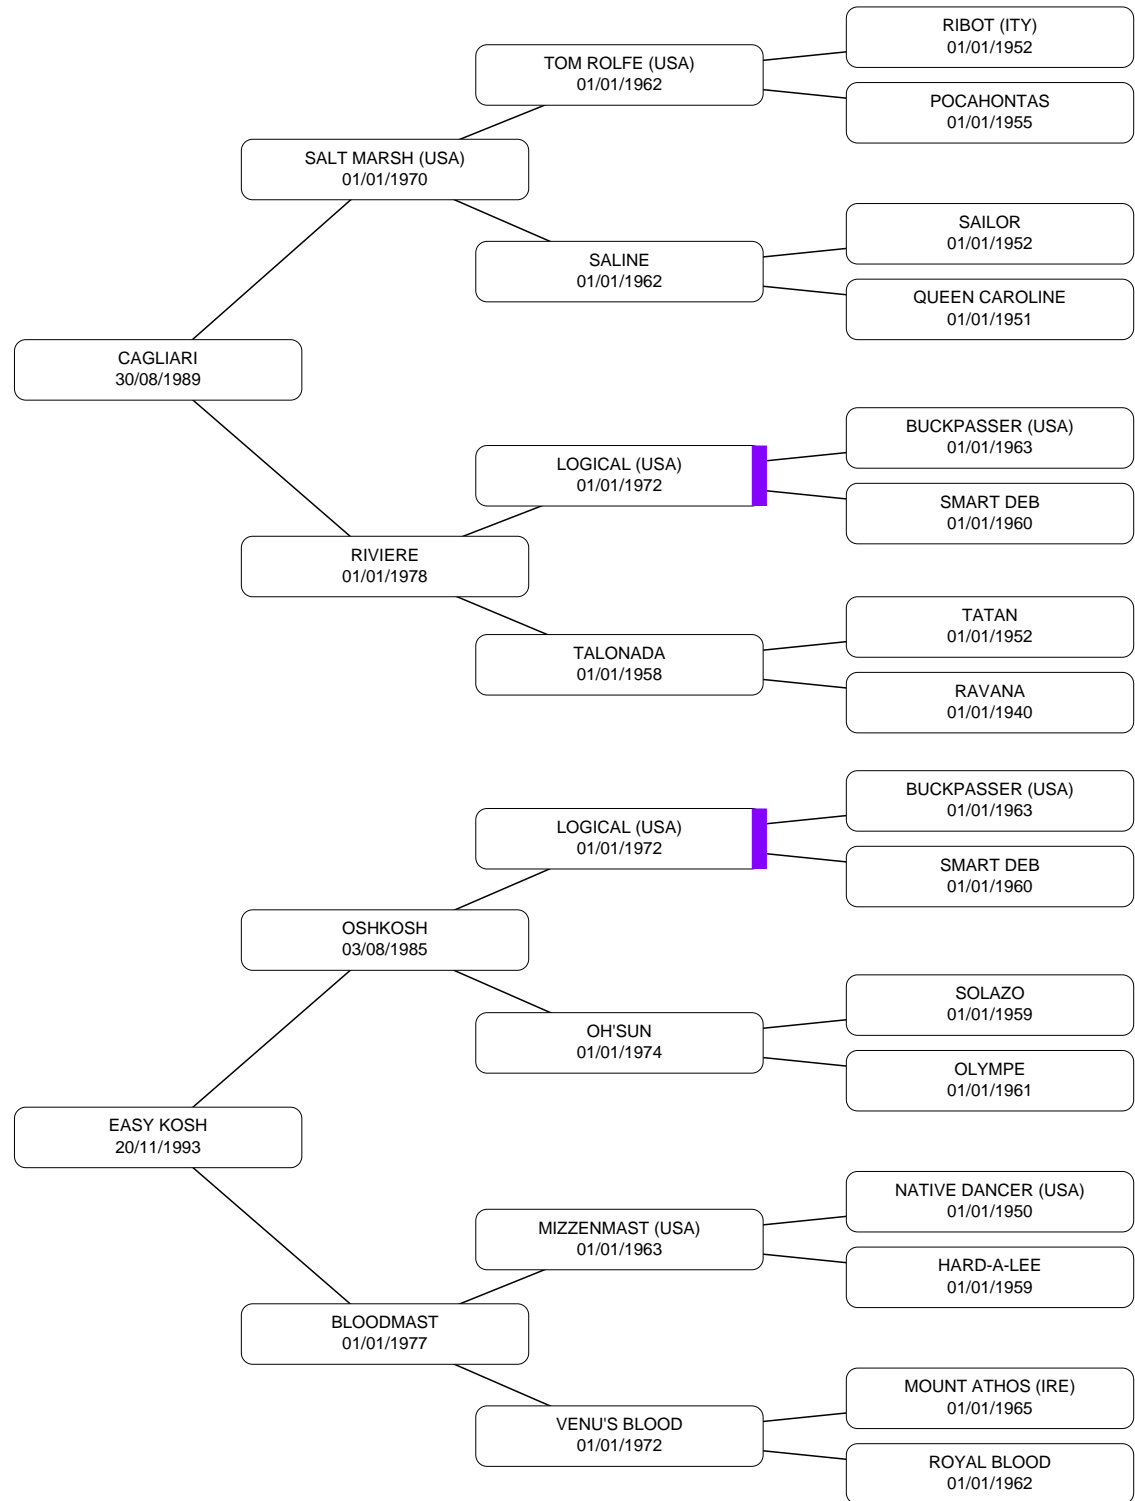 RIBOT (ITY)
01/01/1952
TOM ROLFE (USA)
01/01/1962
POCAHONTAS
01/01/1955
SALT MARSH (USA)
01/01/1970
SAILOR
01/01/1952
SALINE
01/01/1962
QUEEN CAROLINE
01/01/1951
CAGLIARI
30/08/1989
BUCKPASSER (USA)
01/01/1963
LOGICAL (USA)
01/01/1972
SMART DEB
01/01/1960
RIVIERE
01/01/1978
TATAN
01/01/1952
TALONADA
01/01/1958
RAVANA
01/01/1940
BUCKPASSER (USA)
01/01/1963
LOGICAL (USA)
01/01/1972
SMART DEB
01/01/1960
OSHKOSH
03/08/1985
SOLAZO
01/01/1959
OH'SUN
01/01/1974
OLYMPE
01/01/1961
EASY KOSH
20/11/1993
NATIVE DANCER (USA)
01/01/1950
MIZZENMAST (USA)
01/01/1963
HARD-A-LEE
01/01/1959
BLOODMAST
01/01/1977
MOUNT ATHOS (IRE)
01/01/1965
VENU'S BLOOD
01/01/1972
ROYAL BLOOD
01/01/1962